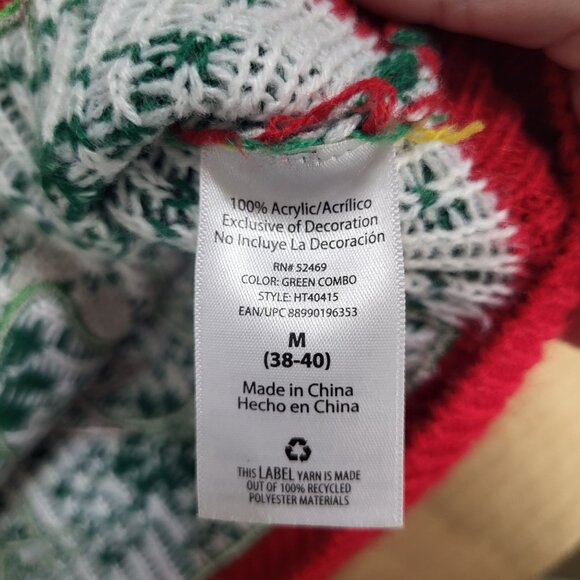 100% Acrylic/Acrílico
Exclusive of Decoration
No Incluye La Decoración
RN# 52469
COLOR: GREEN COMBO
STYLE: HT40415
EAN/UPC 88990196353
M
(38-40)
Made in China
Hecho en China
THIS LABEL YARN IS MADE
OUT OF 100% RECYCLED
POLYESTER MATERIALS